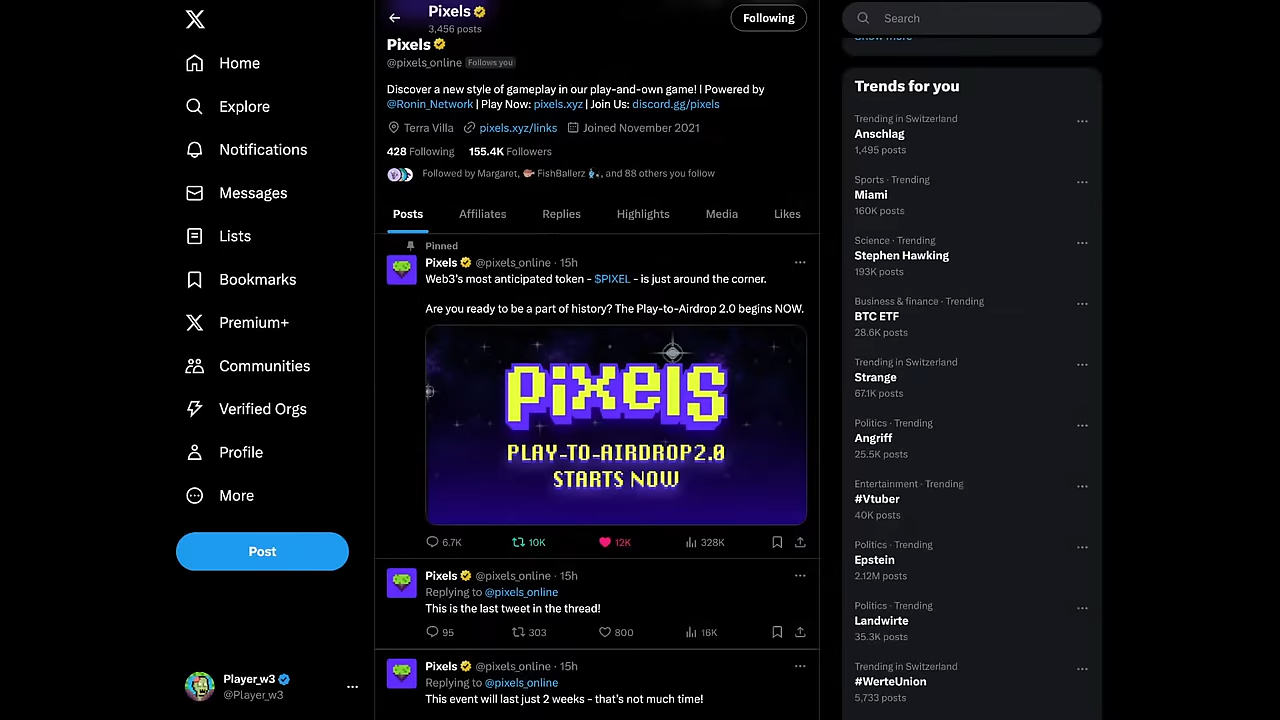 Home
Explore
Notifications
Messages
Lists
Bookmarks
Premium+
Communities
Verified Orgs
Profile
More
Post
Player_w3
@Player_w3
Pixels
3,456 posts
Following
Pixels
@pixels_online Follows you
Discover a new style of gameplay in our play-and-own game! | Powered by
@Ronin_Network | Play Now: pixels.xyz | Join Us: discord.gg/pixels
Terra Villa pixels.xyz/links Joined November 2021
428 Following 155.4K Followers
Followed by Margaret, FishBallerz, and 88 others you follow
Posts Affiliates Replies Highlights Media Likes
Pinned
Pixels @pixels_online · 15h
Web3's most anticipated token - $PIXEL - is just around the corner.
Are you ready to be a part of history? The Play-to-Airdrop 2.0 begins NOW.
pixels
PLAY-TO-AIRDROP2.0
STARTS NOW
6.7K 10K 12K 328K
Pixels @pixels_online · 15h
Replying to @pixels_online
This is the last tweet in the thread!
95 303 800 16K
Pixels @pixels_online · 15h
Replying to @pixels_online
This event will last just 2 weeks - that's not much time!
Search
Show more
Trends for you
Trending in Switzerland
Anschlag
1,495 posts
Sports · Trending
Miami
160K posts
Science · Trending
Stephen Hawking
193K posts
Business & finance · Trending
BTC ETF
28.6K posts
Trending in Switzerland
Strange
67.1K posts
Politics · Trending
Angriff
25.5K posts
Entertainment · Trending
#Vtuber
40K posts
Politics · Trending
Epstein
2.12M posts
Politics · Trending
Landwirte
35.3K posts
Trending in Switzerland
#WerteUnion
5,733 posts